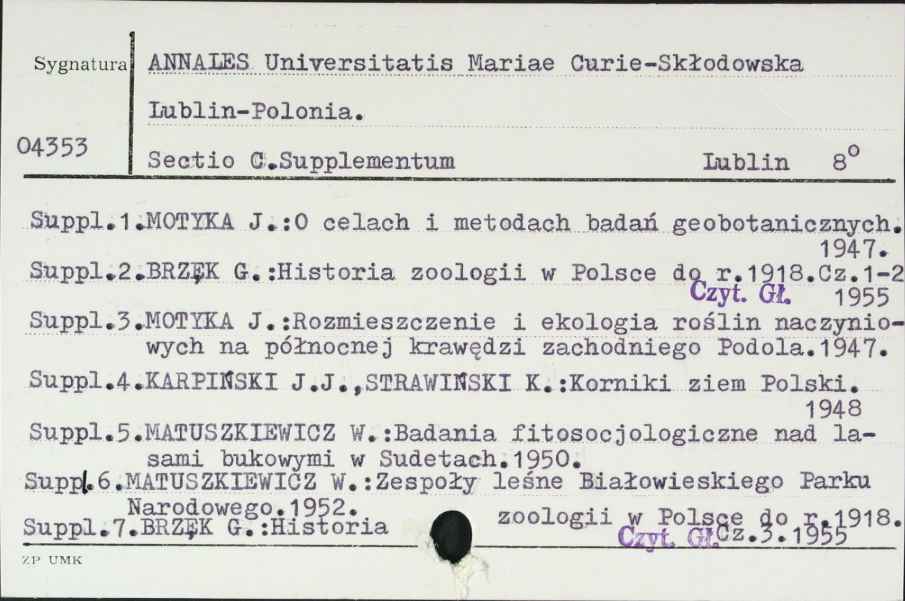 Sygnatura ANNALES Universitatis Mariae Curie-Skłodowska
Lublin-Polonia.
04353
Sectio C.Supplementum Lublin 8°
Suppl.1.MOTYKA J.:O celach i metodach badań geobotanicznych.
1947.
Suppl.2.BRZĘK G.:Historia zoologii w Polsce do r.1918.Cz.1-2
Czyt. Gł. 1955
Suppl.3.MOTYKA J.:Rozmieszczenie i ekologia roślin naczynio-
wych na północnej krawędzi zachodniego Podola.1947.
Suppl.4.KARPIŃSKI J.J.,STRAWIŃSKI K.:Korniki ziem Polski.
1948
Suppl.5.MATUSZKIEWICZ W.:Badania fitosocjologiczne nad la-
sami bukowymi w Sudetach.1950.
Suppl.6.MATUSZKIEWICZ W.:Zespoły leśne Białowieskiego Parku
Narodowego.1952.
Suppl.7.BRZĘK G.:Historia zoologii w Polsce do r.1918.
Czyt. Gł. Cz.3.1955
ZP UMK